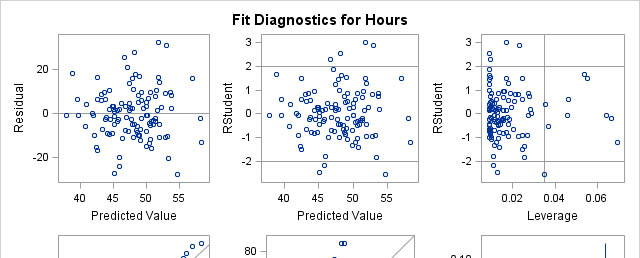 Fit Diagnostics for Hours
20
0
-20
Residual
40 45 50 55
Predicted Value
3
2
1
0
-1
-2
RStudent
40 45 50 55
Predicted Value
3
2
1
0
-1
-2
RStudent
0.02 0.04 0.06
Leverage
80